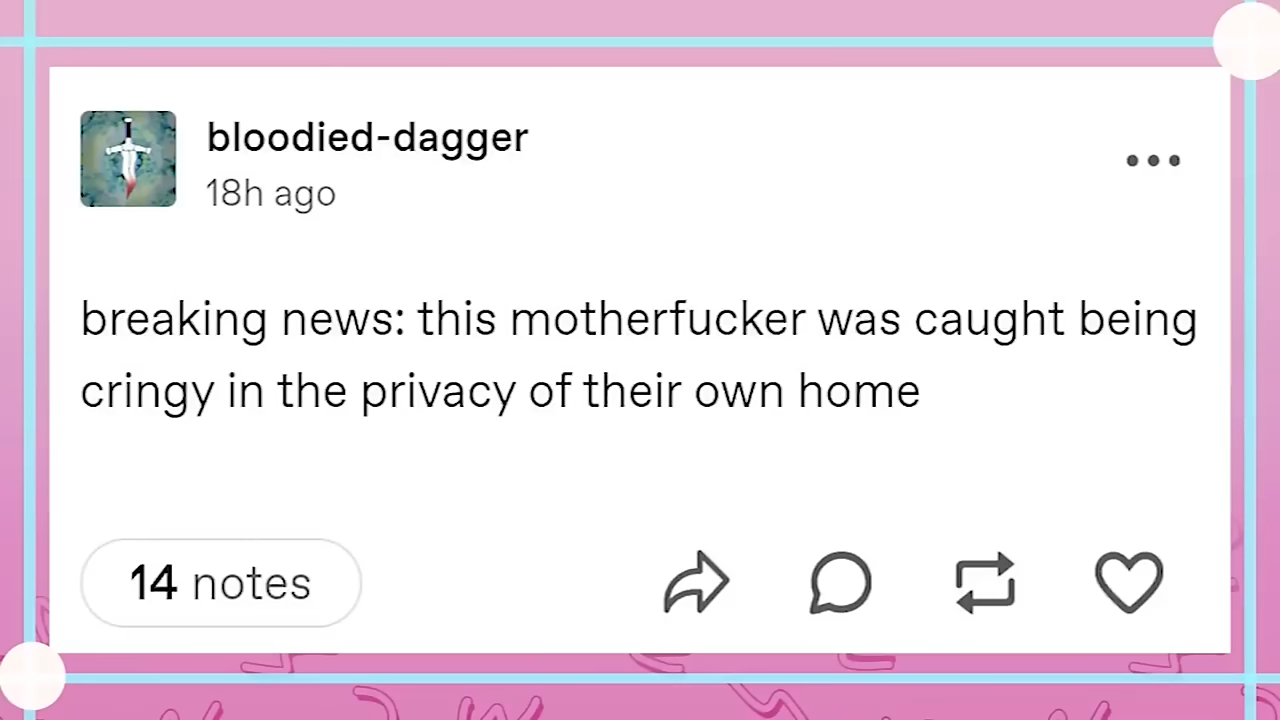 bloodied-dagger
18h ago
breaking news: this motherfucker was caught being
cringy in the privacy of their own home
14 notes